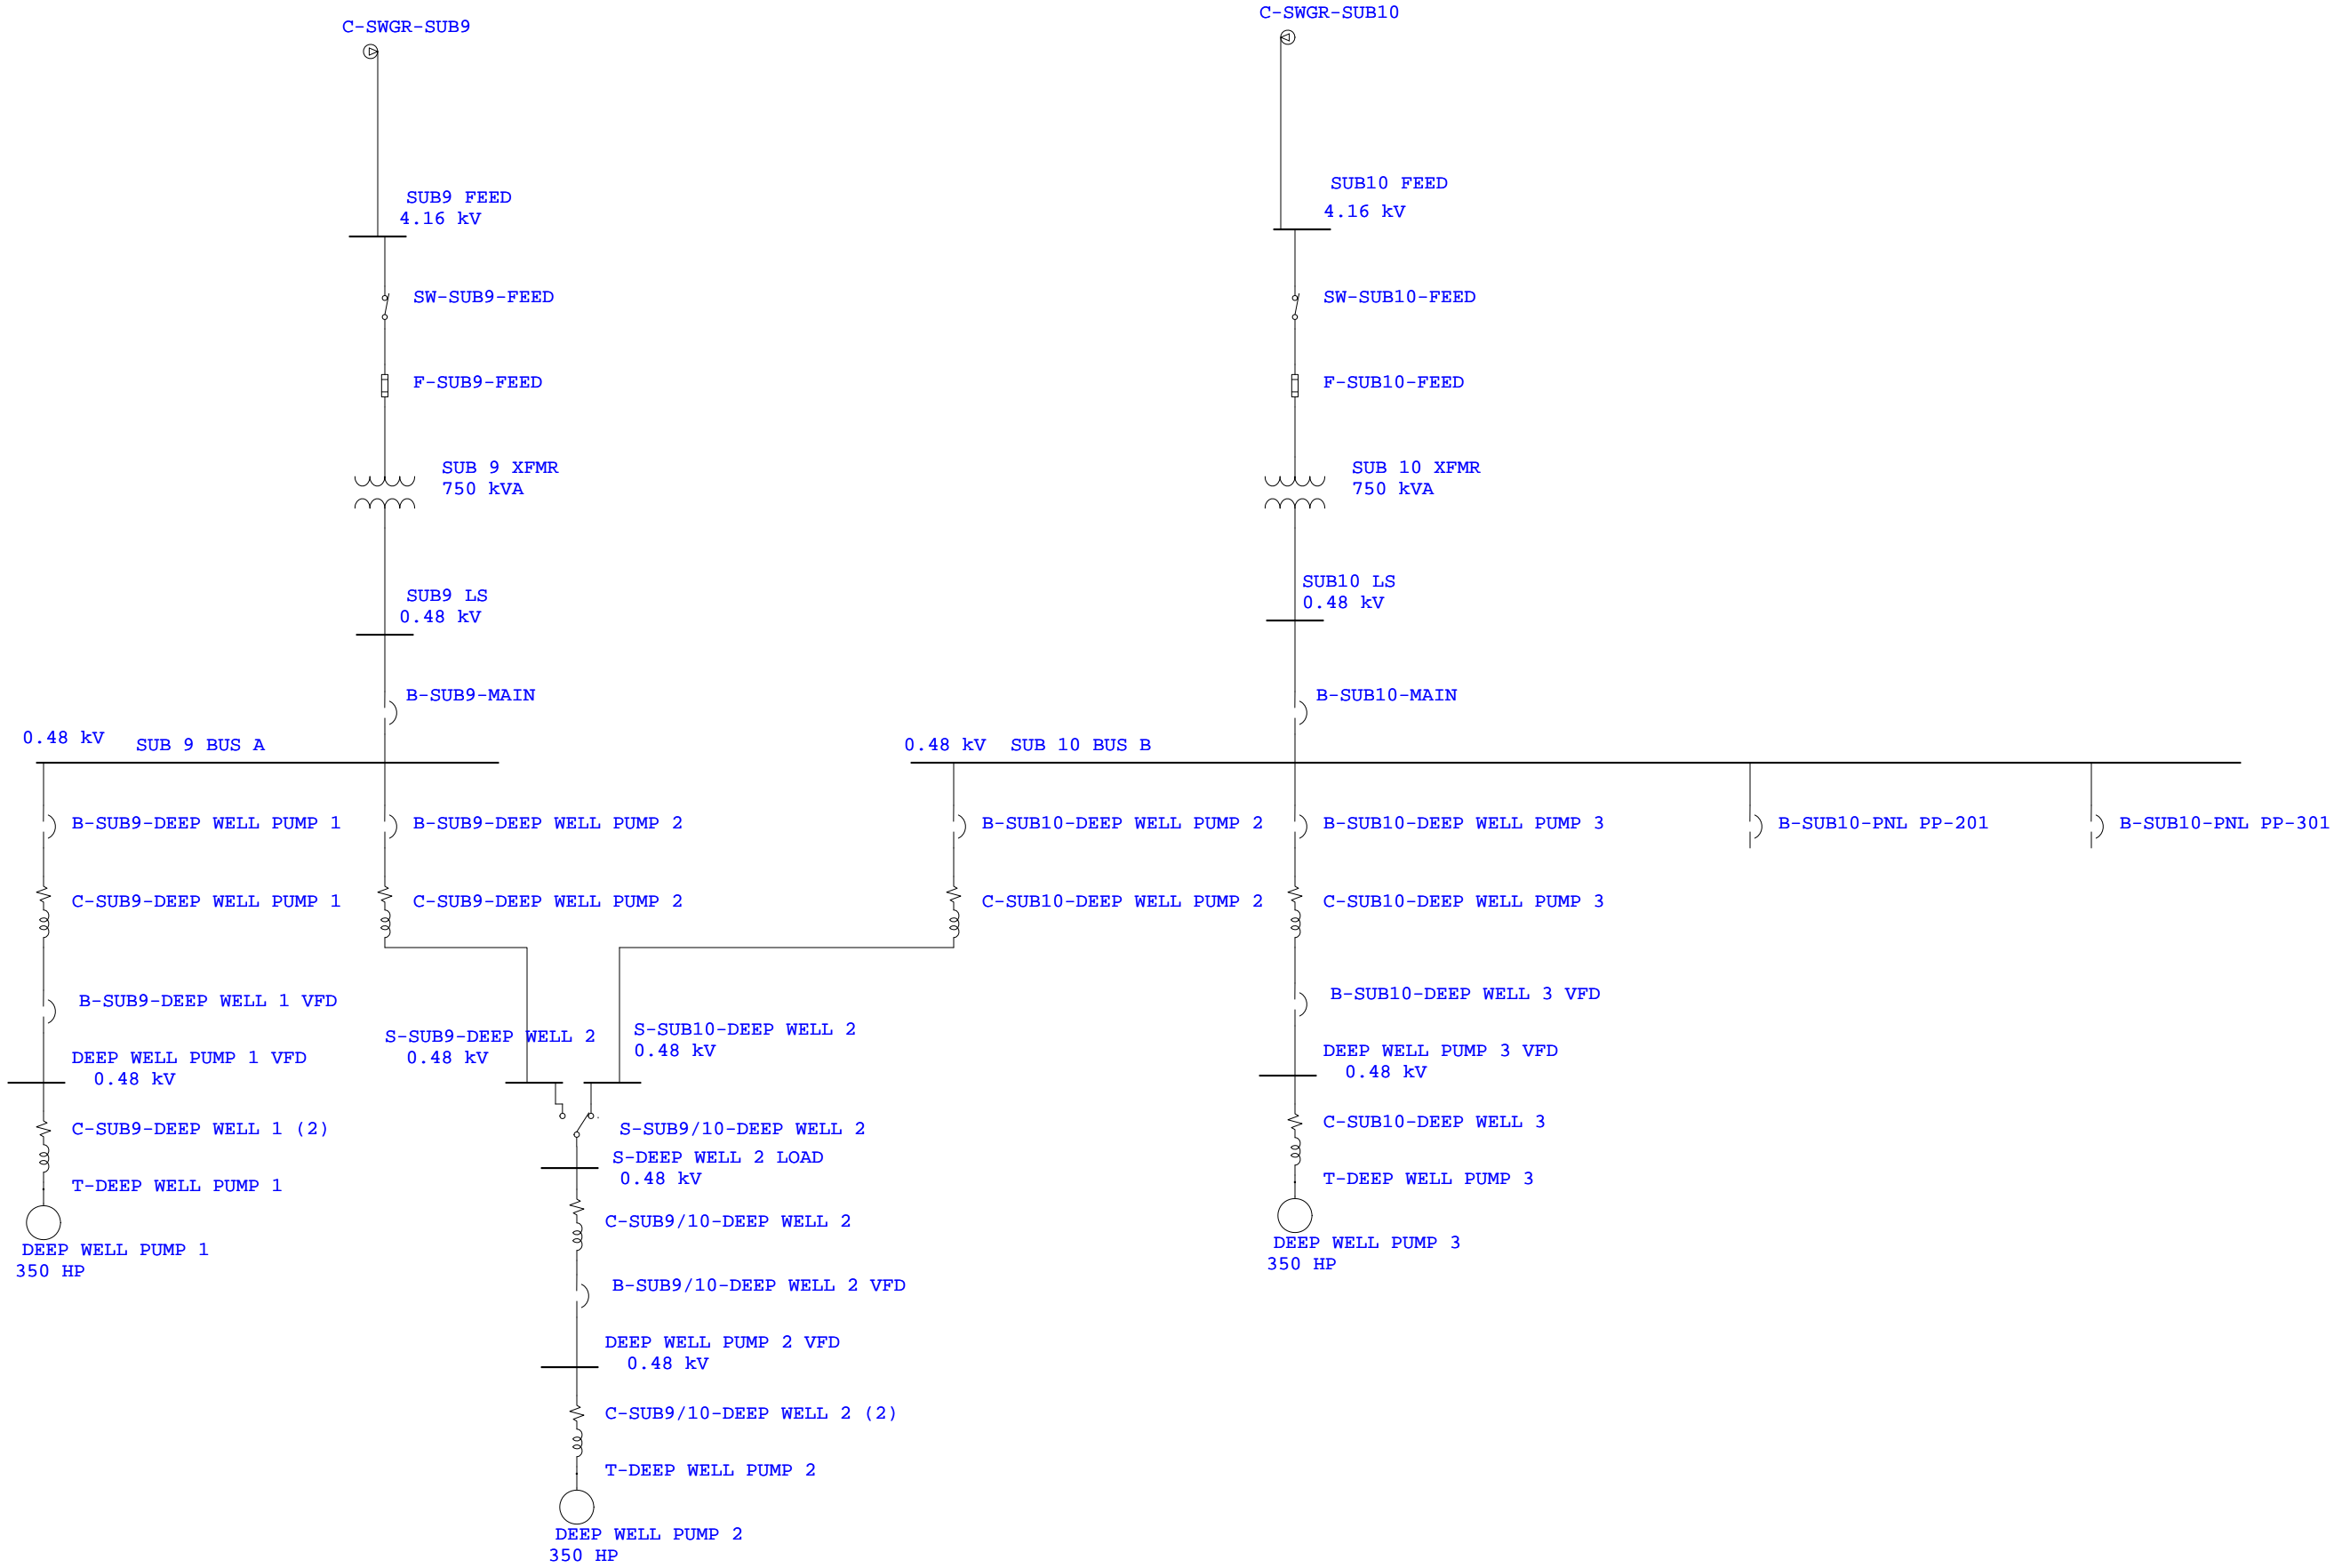 C-SWGR-SUB9
C-SWGR-SUB10
SUB9 FEED
4.16 kV
SUB10 FEED
4.16 kV
SW-SUB9-FEED
SW-SUB10-FEED
F-SUB9-FEED
F-SUB10-FEED
SUB 9 XFMR
750 kVA
SUB 10 XFMR
750 kVA
SUB9 LS
0.48 kV
SUB10 LS
0.48 kV
B-SUB9-MAIN
B-SUB10-MAIN
0.48 kV
SUB 9 BUS A
0.48 kV
SUB 10 BUS B
B-SUB9-DEEP WELL PUMP 1
B-SUB9-DEEP WELL PUMP 2
B-SUB10-DEEP WELL PUMP 2
B-SUB10-DEEP WELL PUMP 3
B-SUB10-PNL PP-201
B-SUB10-PNL PP-301
C-SUB9-DEEP WELL PUMP 1
C-SUB9-DEEP WELL PUMP 2
C-SUB10-DEEP WELL PUMP 2
C-SUB10-DEEP WELL PUMP 3
B-SUB9-DEEP WELL 1 VFD
B-SUB10-DEEP WELL 3 VFD
S-SUB9-DEEP WELL 2
0.48 kV
S-SUB10-DEEP WELL 2
0.48 kV
DEEP WELL PUMP 1 VFD
0.48 kV
DEEP WELL PUMP 3 VFD
0.48 kV
C-SUB9-DEEP WELL 1 (2)
S-SUB9/10-DEEP WELL 2
C-SUB10-DEEP WELL 3
S-DEEP WELL 2 LOAD
0.48 kV
T-DEEP WELL PUMP 1
T-DEEP WELL PUMP 3
C-SUB9/10-DEEP WELL 2
DEEP WELL PUMP 1
350 HP
DEEP WELL PUMP 3
350 HP
B-SUB9/10-DEEP WELL 2 VFD
DEEP WELL PUMP 2 VFD
0.48 kV
C-SUB9/10-DEEP WELL 2 (2)
T-DEEP WELL PUMP 2
DEEP WELL PUMP 2
350 HP